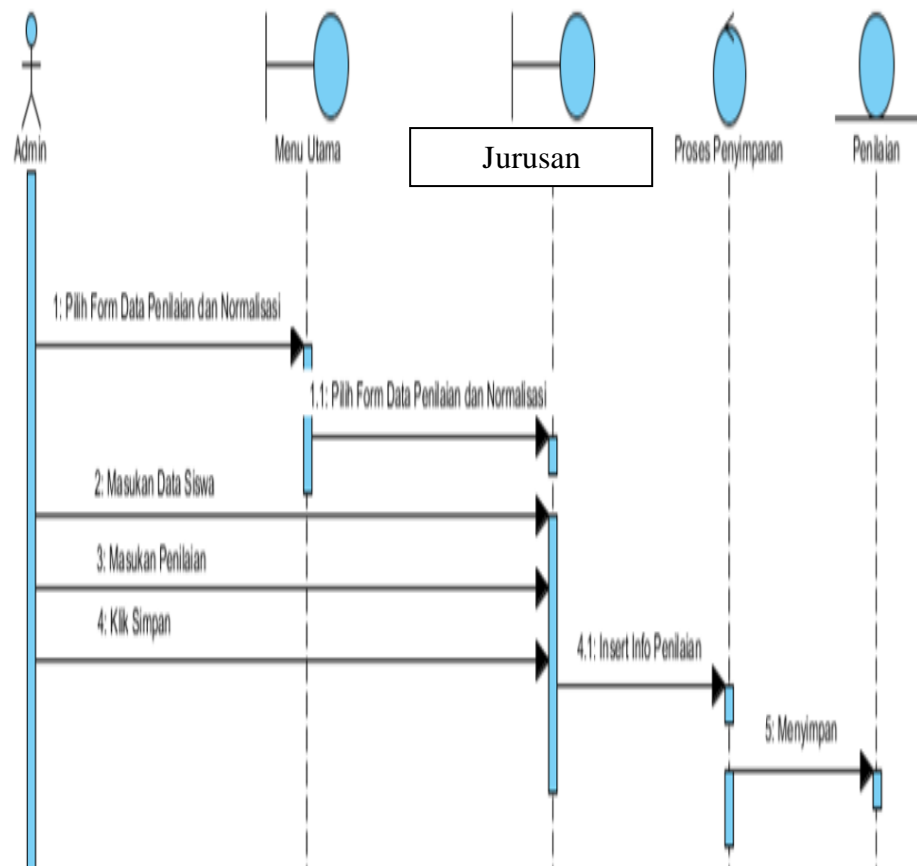 Admin
Menu Utama
Jurusan
Proses Penyimpanan
Penilaian
1: Pilih Form Data Penilaian dan Normalisasi
1.1: Pilih Form Data Penilaian dan Normalisasi
2: Masukan Data Siswa
3: Masukan Penilaian
4: Klik Simpan
4.1: Insert Info Penilaian
5: Menyimpan